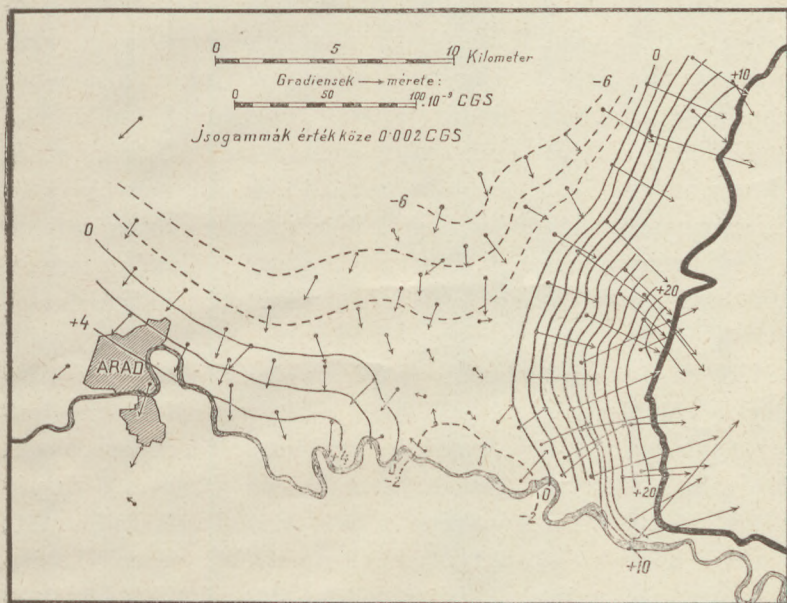 0 5 10 Kilometer
Gradiensek → mérete:
0 50 100.10⁻⁹ CGS
Jsogammák értékköze 0·002 CGS
0
+10
-6
-6
0
+4
+20
ARAD
+4
-2
0
-2
+20
+10